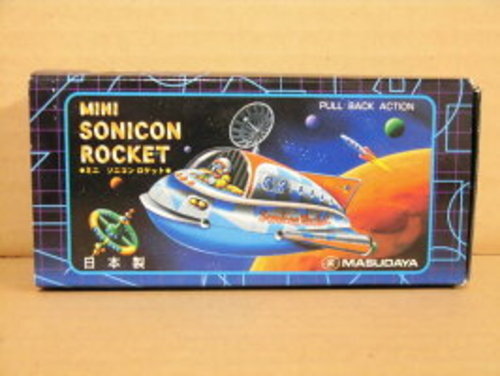 MINI
SONICON
ROCKET
●ミニ ソニコン ロケット●
日本製
PULL BACK ACTION
MASUDAYA